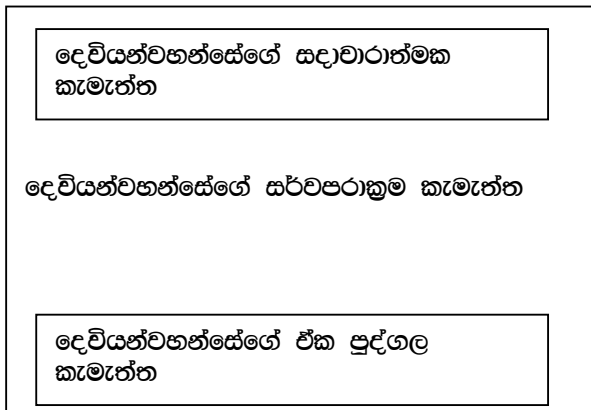 දෙවියන්වහන්සේගේ සදාචාරාත්මක
කැමැත්ත
දෙවියන්වහන්සේගේ සර්වපරාක්‍රම කැමැත්ත
දෙවියන්වහන්සේගේ ඒක පුද්ගල
කැමැත්ත